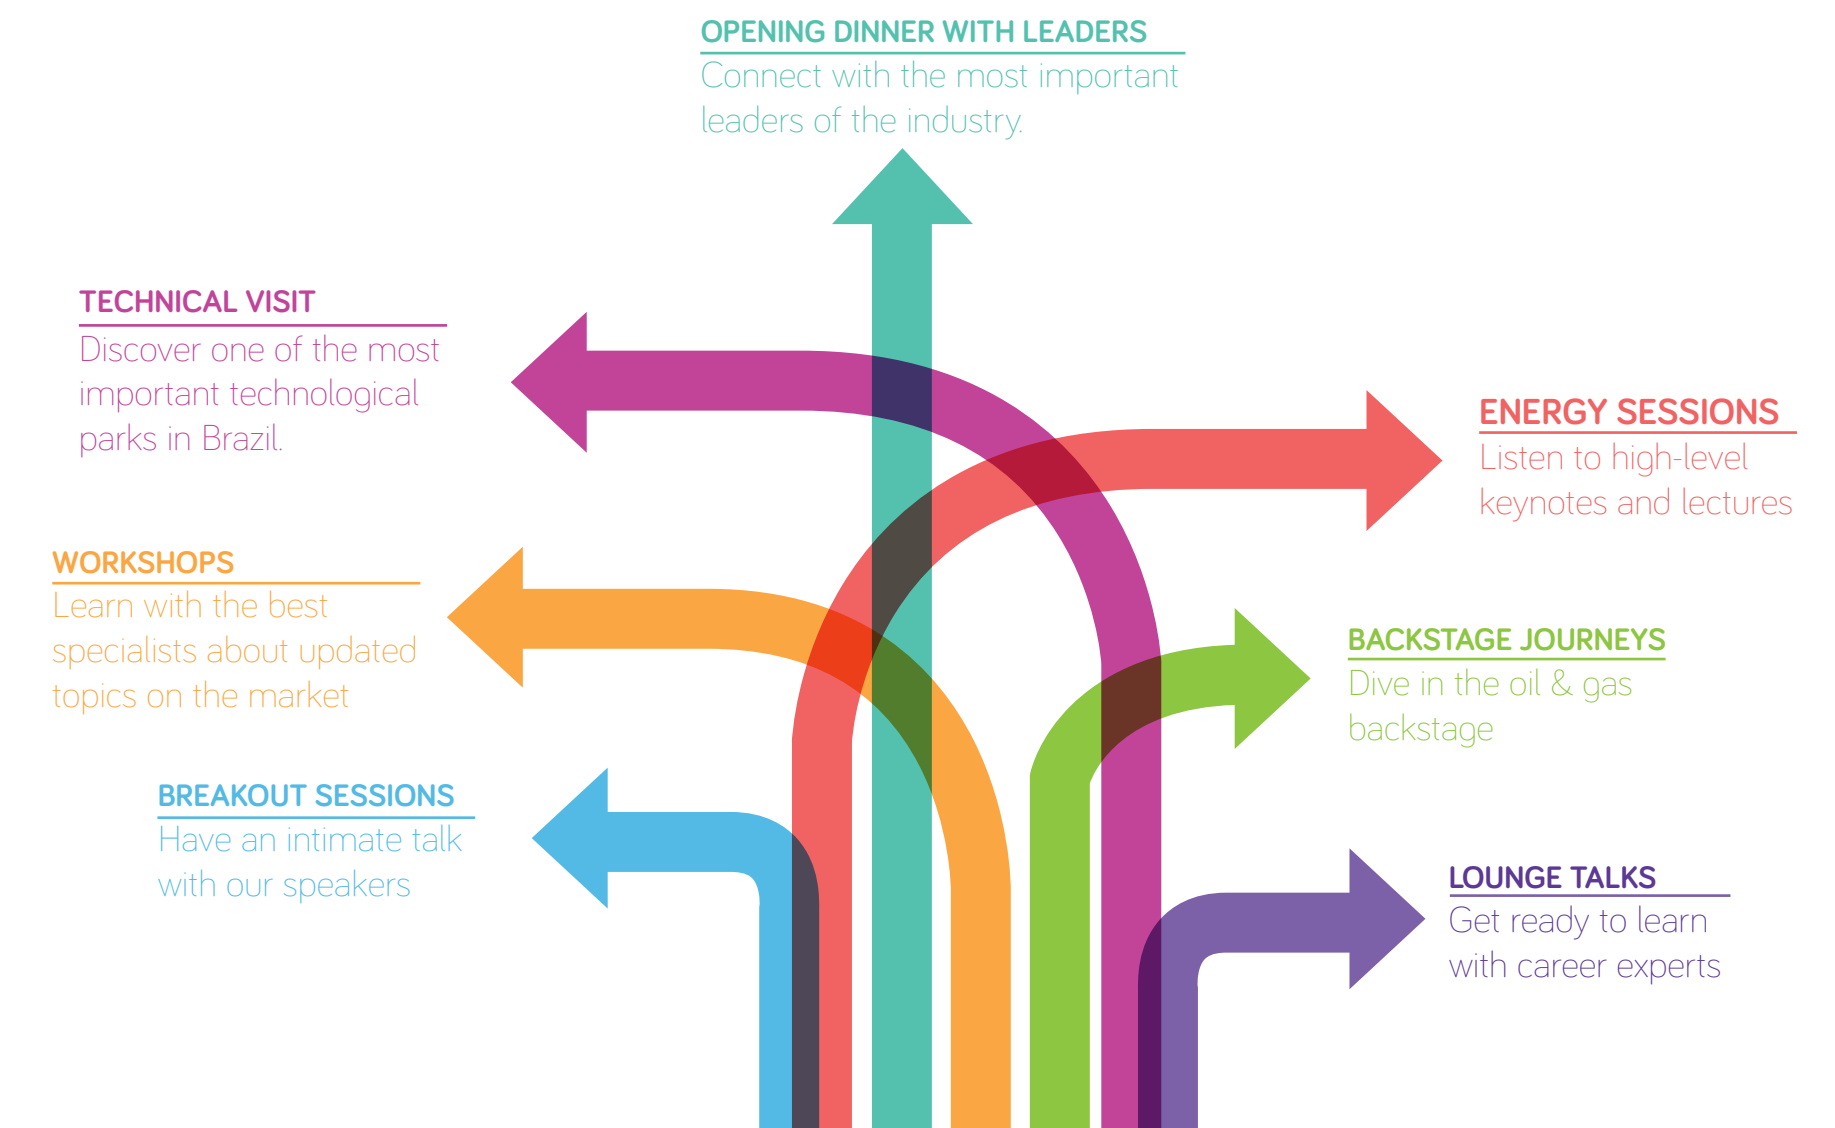 OPENING DINNER WITH LEADERS
Connect with the most important
leaders of the industry.
TECHNICAL VISIT
Discover one of the most
important technological
parks in Brazil.
ENERGY SESSIONS
Listen to high-level
keynotes and lectures
WORKSHOPS
Learn with the best
specialists about updated
topics on the market
BACKSTAGE JOURNEYS
Dive in the oil & gas
backstage
BREAKOUT SESSIONS
Have an intimate talk
with our speakers
LOUNGE TALKS
Get ready to learn
with career experts